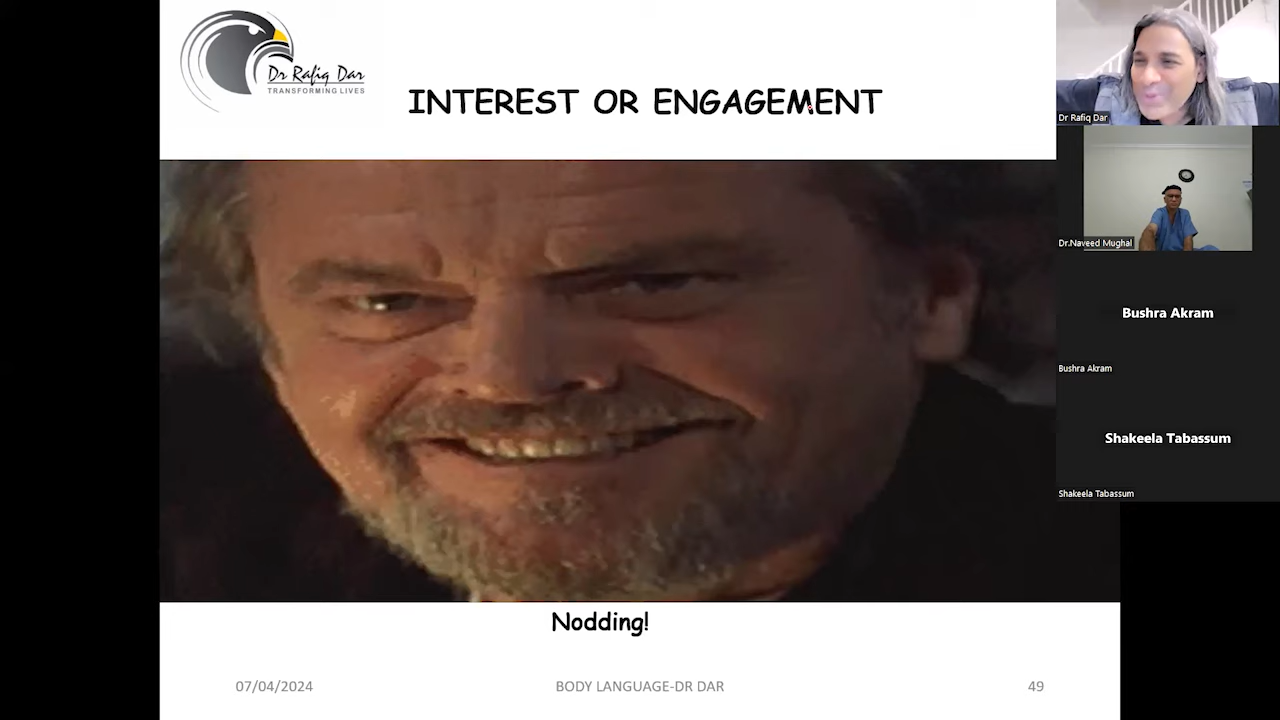 Dr Rafiq Dar
TRANSFORMING LIVES
INTEREST OR ENGAGEMENT
Nodding!
07/04/2024
BODY LANGUAGE-DR DAR
49
Dr Rafiq Dar
Dr.Naveed Mughal
Bushra Akram
Bushra Akram
Shakeela Tabassum
Shakeela Tabassum